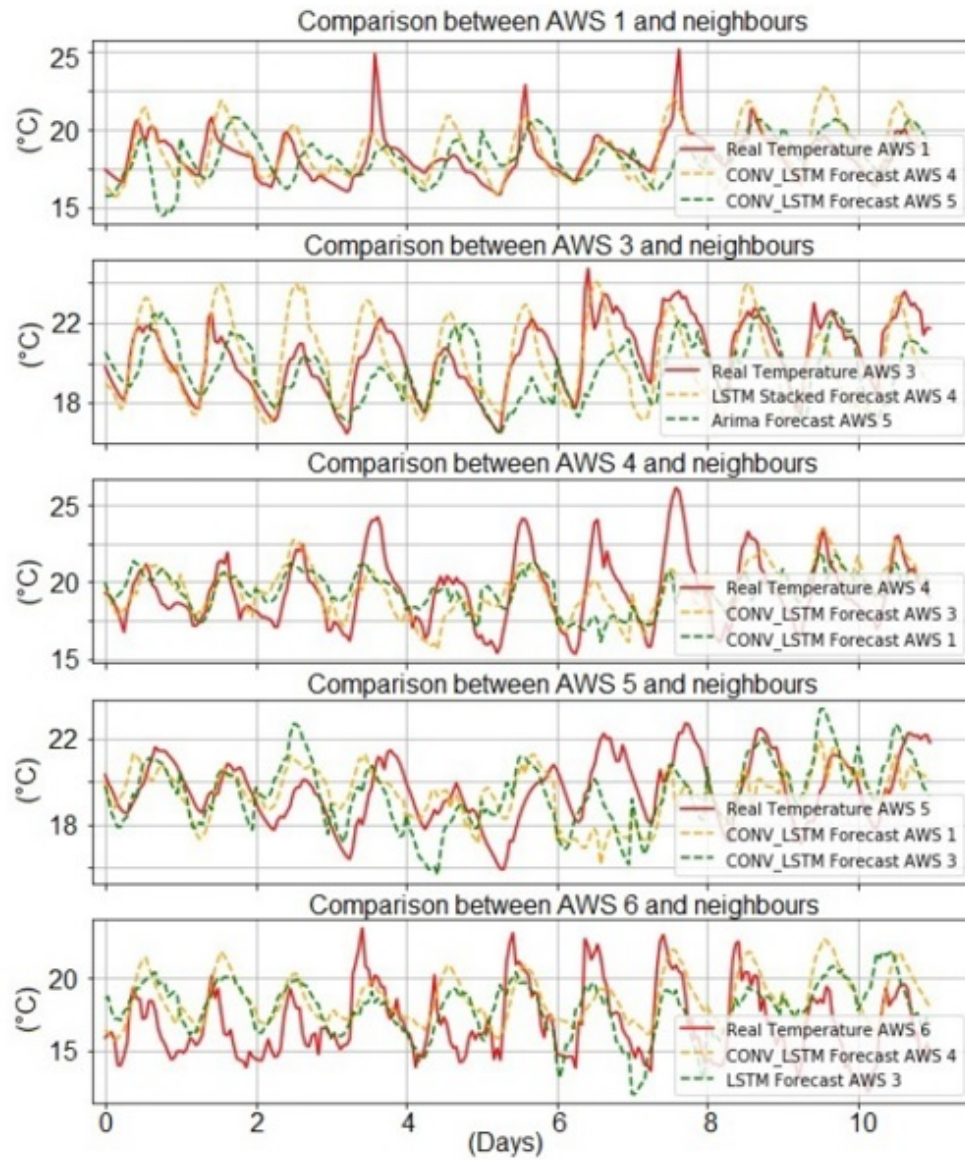 Comparison between AWS 1 and neighbours
25
20
15
(°C)
Real Temperature AWS 1
CONV_LSTM Forecast AWS 4
CONV_LSTM Forecast AWS 5
Comparison between AWS 3 and neighbours
22
18
(°C)
Real Temperature AWS 3
LSTM Stacked Forecast AWS 4
Arima Forecast AWS 5
Comparison between AWS 4 and neighbours
25
20
15
(°C)
Real Temperature AWS 4
CONV_LSTM Forecast AWS 3
CONV_LSTM Forecast AWS 1
Comparison between AWS 5 and neighbours
22
18
(°C)
Real Temperature AWS 5
CONV_LSTM Forecast AWS 1
CONV_LSTM Forecast AWS 3
Comparison between AWS 6 and neighbours
20
15
(°C)
Real Temperature AWS 6
CONV_LSTM Forecast AWS 4
LSTM Forecast AWS 3
0 2 4 6 8 10
(Days)